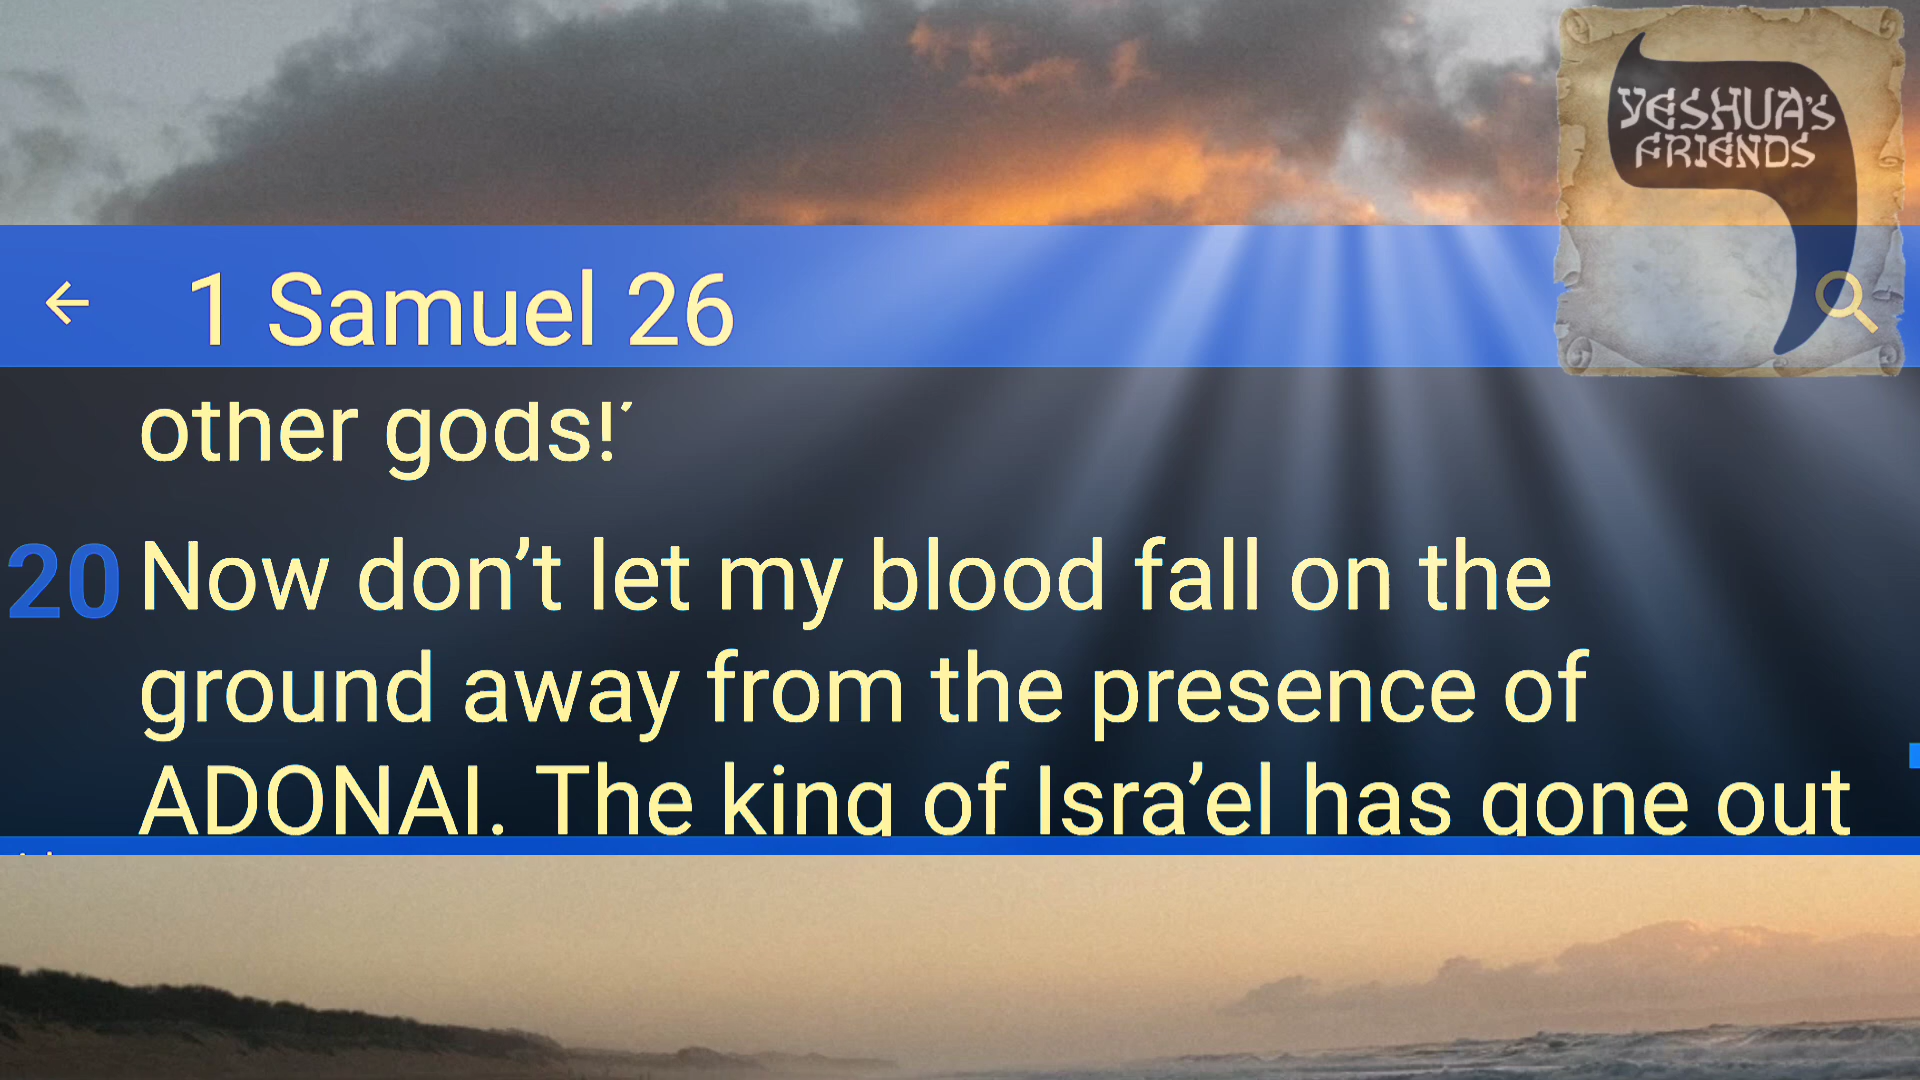 YESHUA's
FRIENDS
1 Samuel 26
other gods!’
20 Now don’t let my blood fall on the
ground away from the presence of
ADONAI. The king of Isra’el has gone out